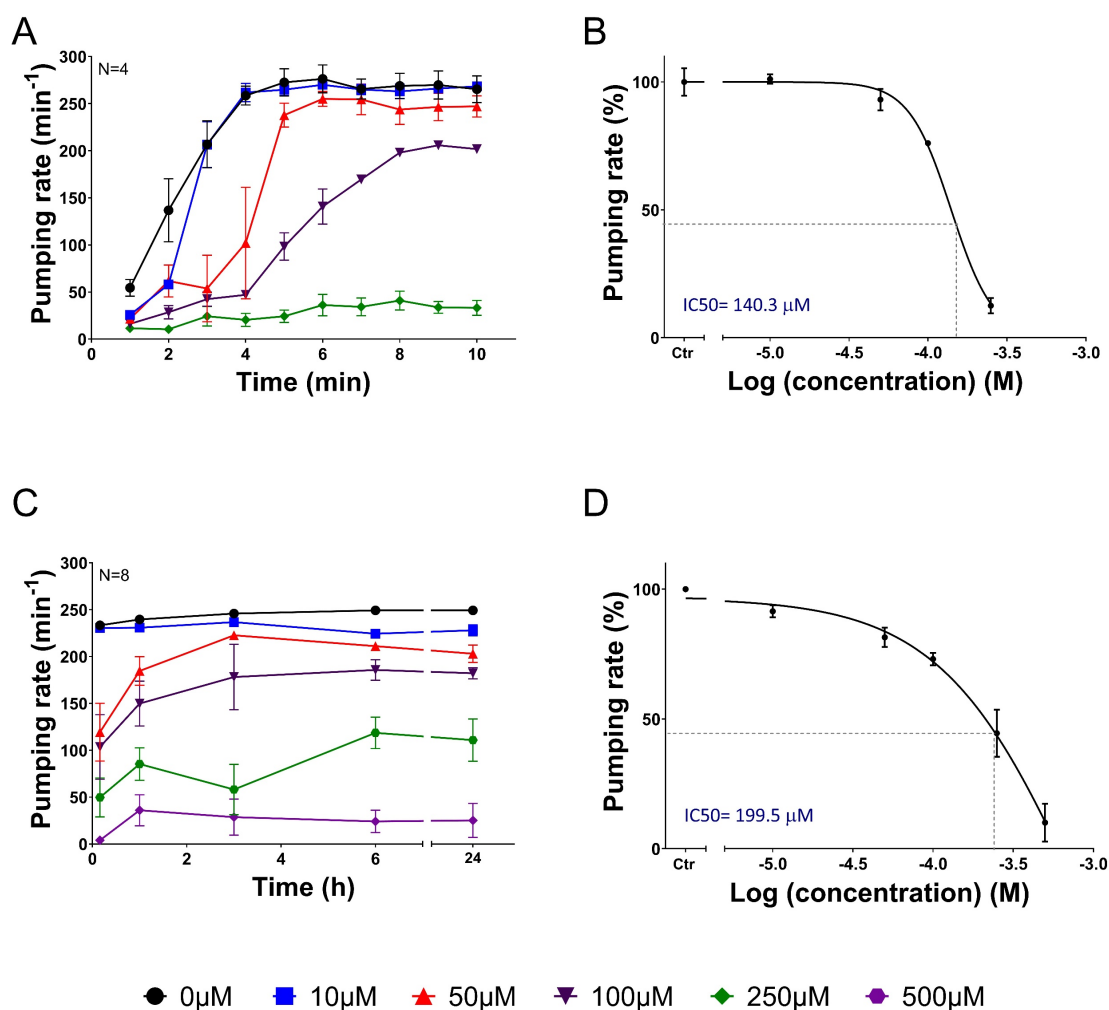 A
N=4
Pumping rate (min⁻¹)
300
250
200
150
100
50
0
0 2 4 6 8 10
Time (min)
B
Pumping rate (%)
100
50
0
IC50= 140.3 µM
Ctr -5.0 -4.5 -4.0 -3.5 -3.0
Log (concentration) (M)
C
N=8
Pumping rate (min⁻¹)
300
250
200
150
100
50
0
0 2 4 6 24
Time (h)
D
Pumping rate (%)
100
50
0
IC50= 199.5 µM
Ctr -5.0 -4.5 -4.0 -3.5 -3.0
Log (concentration) (M)
0µM 10µM 50µM 100µM 250µM 500µM